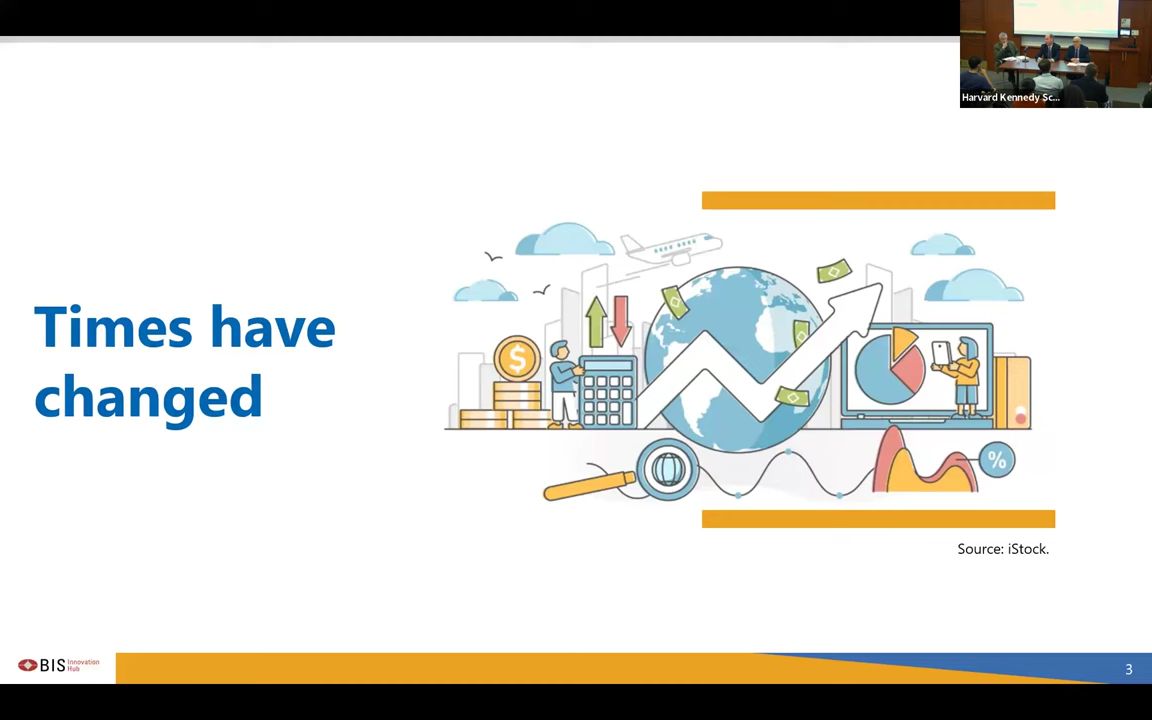 Harvard Kennedy Sc...
Times have
changed
$
%
Source: iStock.
BIS Innovation
Hub
3